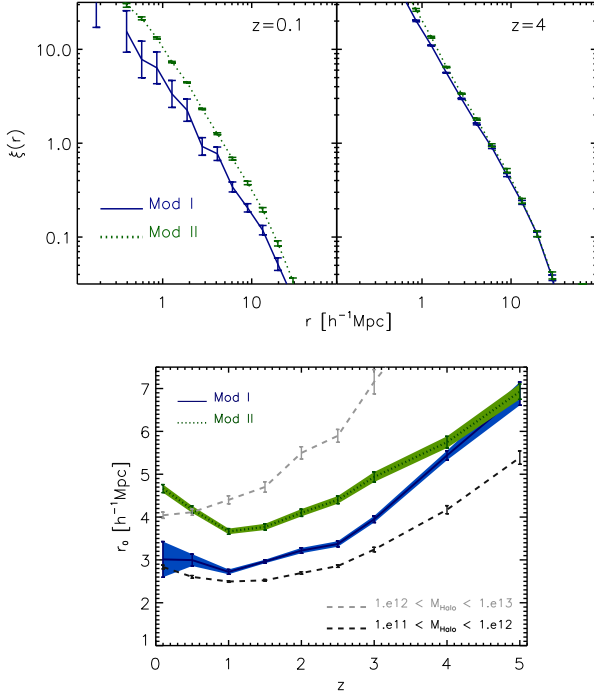 z=0.1
z=4
10.0
1.0
0.1
ξ(r)
Mod I
Mod II
1
10
1
10
r [h⁻¹Mpc]
7
6
5
4
3
2
1
r₀ [h⁻¹Mpc]
Mod I
Mod II
1.e12 < M_Halo < 1.e13
1.e11 < M_Halo < 1.e12
0
1
2
3
4
5
z